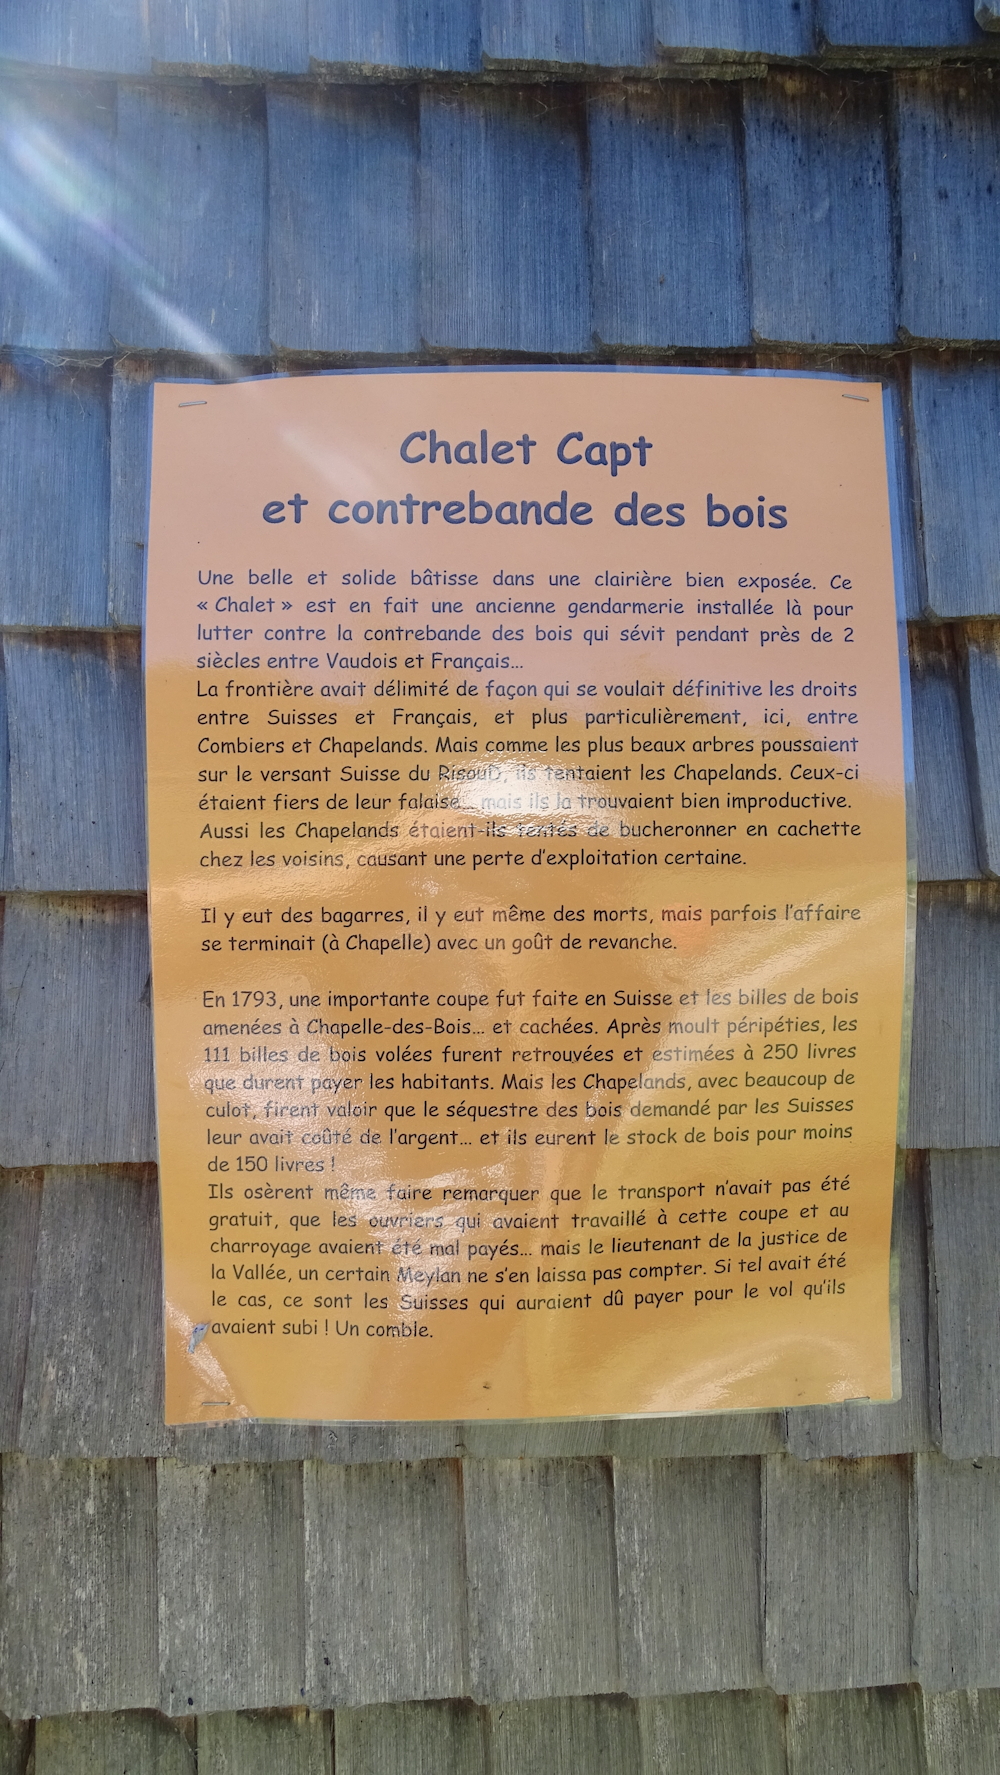 Chalet Capt
et contrebande des bois
Une belle et solide bâtisse dans une clairière bien exposée. Ce
« Chalet » est en fait une ancienne gendarmerie installée là pour
lutter contre la contrebande des bois qui sévit pendant près de 2
siècles entre Vaudois et Français...
La frontière avait délimité de façon qui se voulait définitive les droits
entre Suisses et Français, et plus particulièrement, ici, entre
Combiers et Chapelands. Mais comme les plus beaux arbres poussaient
sur le versant Suisse du RisouD, ils tentaient les Chapelands. Ceux-ci
étaient fiers de leur falaise... mais ils la trouvaient bien improductive.
Aussi les Chapelands étaient-ils tentés de bucheronner en cachette
chez les voisins, causant une perte d'exploitation certaine.
Il y eut des bagarres, il y eut même des morts, mais parfois l'affaire
se terminait (à Chapelle) avec un goût de revanche.
En 1793, une importante coupe fut faite en Suisse et les billes de bois
amenées à Chapelle-des-Bois... et cachées. Après moult péripéties, les
111 billes de bois volées furent retrouvées et estimées à 250 livres
que durent payer les habitants. Mais les Chapelands, avec beaucoup de
culot, firent valoir que le séquestre des bois demandé par les Suisses
leur avait coûté de l'argent... et ils eurent le stock de bois pour moins
de 150 livres !
Ils osèrent même faire remarquer que le transport n'avait pas été
gratuit, que les ouvriers qui avaient travaillé à cette coupe et au
charroyage avaient été mal payés... mais le lieutenant de la justice de
la Vallée, un certain Meylan ne s'en laissa pas compter. Si tel avait été
le cas, ce sont les Suisses qui auraient dû payer pour le vol qu'ils
avaient subi ! Un comble.